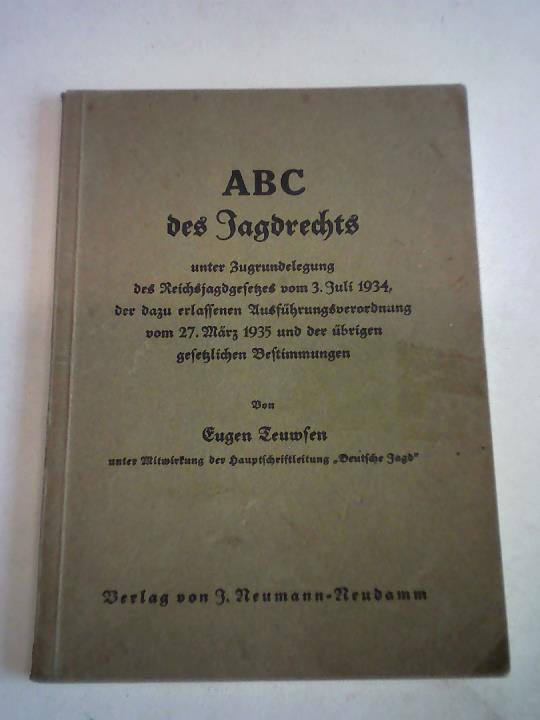 ABC
des Jagdrechts
unter Zugrundelegung
des Reichsjagdgesetzes vom 3. Juli 1934,
der dazu erlassenen Ausführungsverordnung
vom 27. März 1935 und der übrigen
gesetzlichen Bestimmungen
Von
Eugen Teuwsen
unter Mitwirkung der Hauptschriftleitung „Deutsche Jagd"
Verlag von J. Neumann-Neudamm